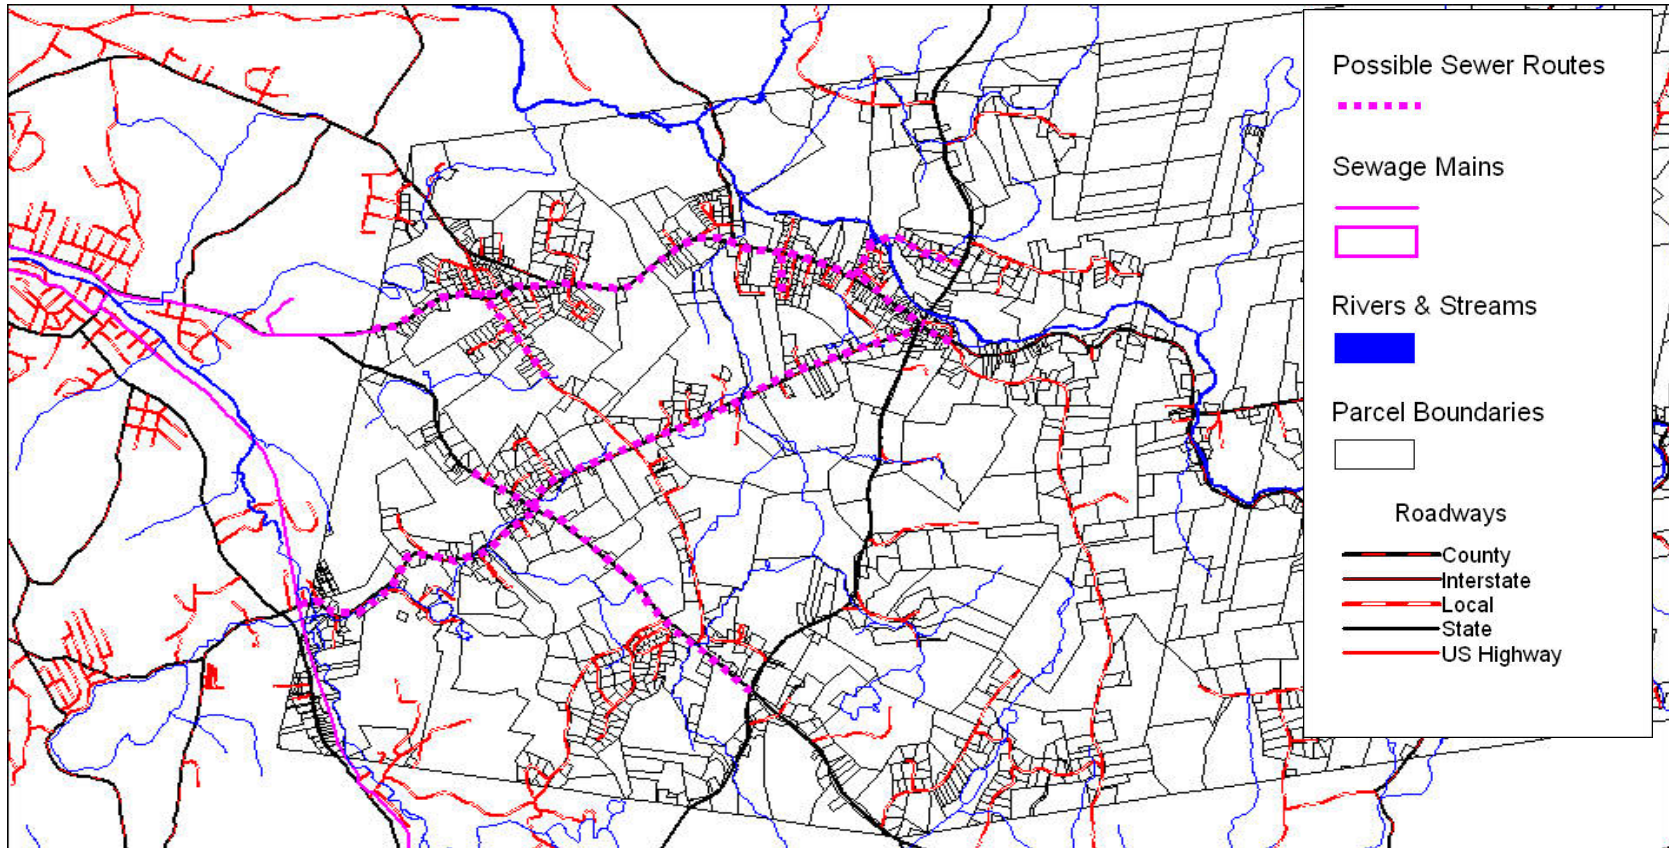 Possible Sewer Routes
Sewage Mains
Rivers & Streams
Parcel Boundaries
Roadways
County
Interstate
Local
State
US Highway